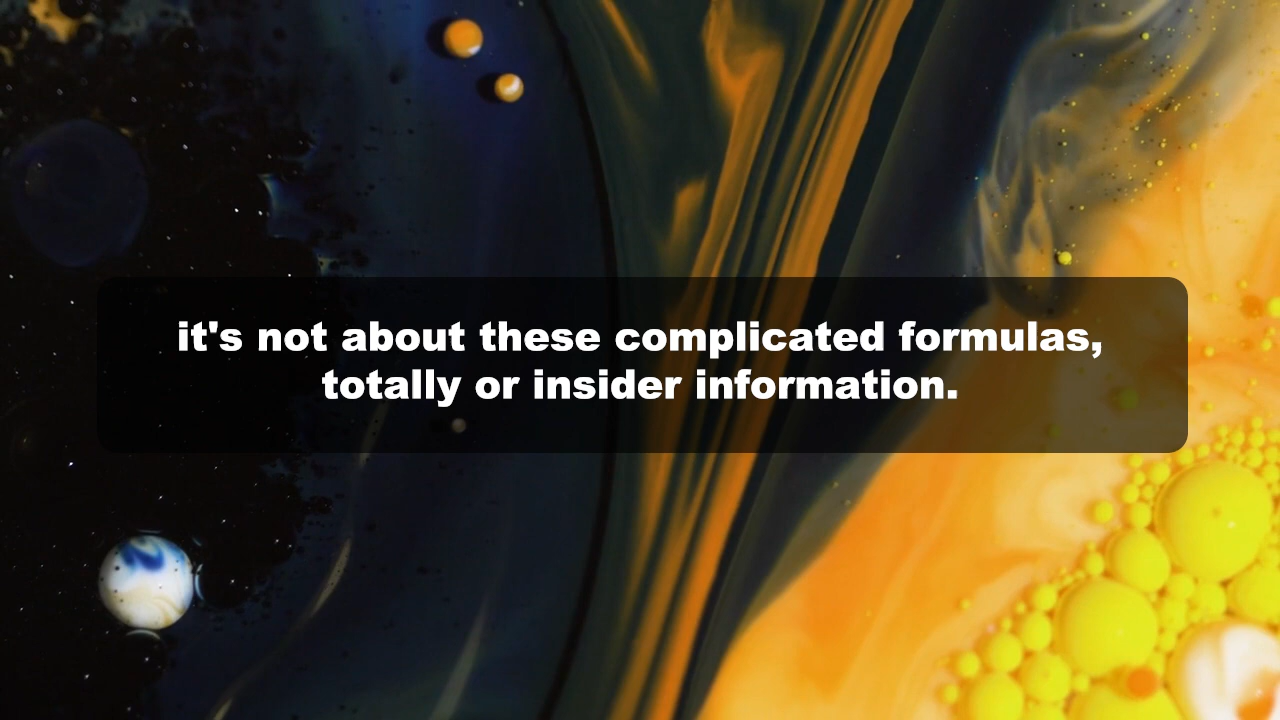 it's not about these complicated formulas,
totally or insider information.